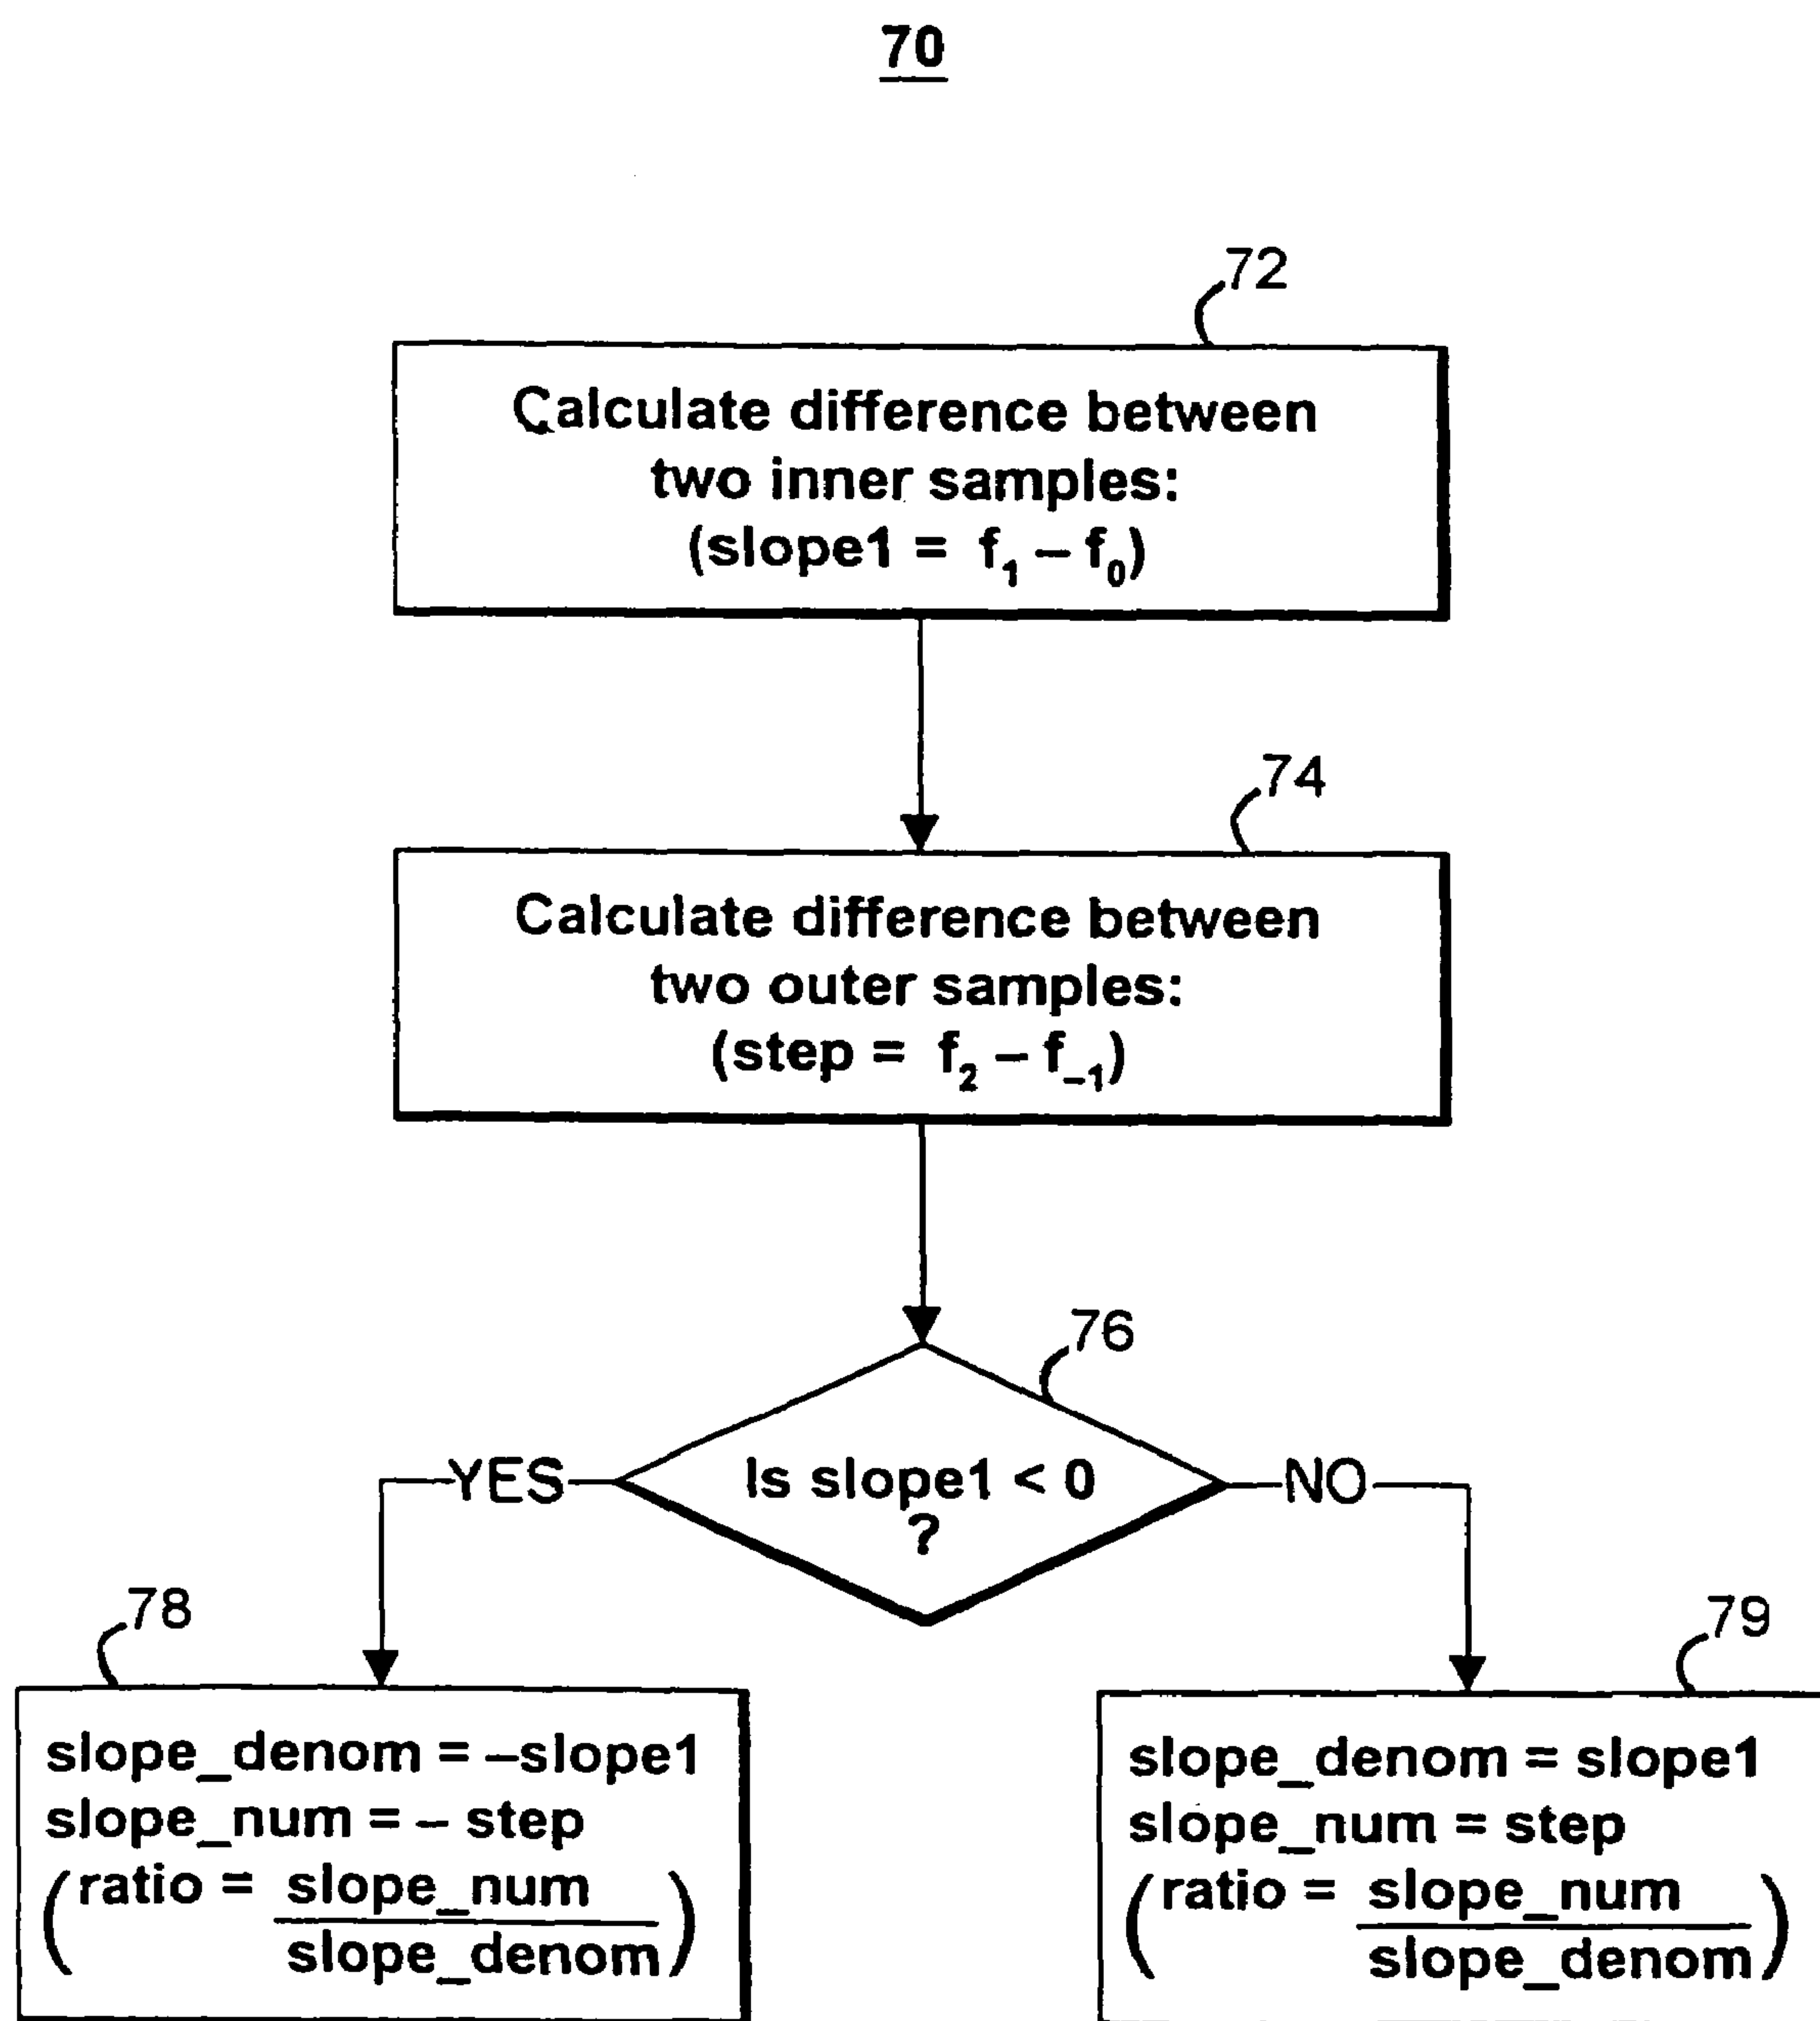 70
72
Calculate difference between
two inner samples:
(slope1 = f₁ – f₀)
74
Calculate difference between
two outer samples:
(step = f₂ – f₋₁)
76
Is slope1 < 0
?
YES
NO
78
slope_denom = –slope1
slope_num = – step
(ratio = slope_num
slope_denom)
79
slope_denom = slope1
slope_num = step
(ratio = slope_num
slope_denom)